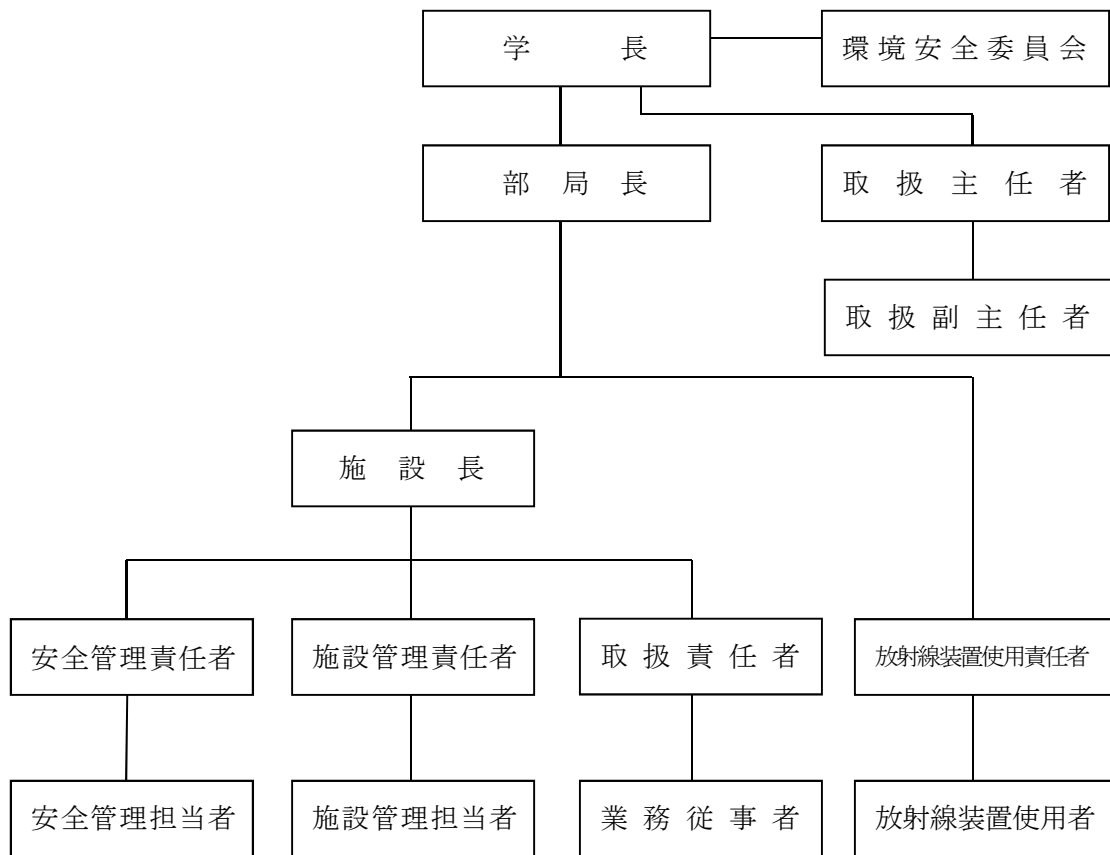 学長
環境安全委員会
部局長
取扱主任者
取扱副主任者
施設長
安全管理責任者
施設管理責任者
取扱責任者
放射線装置使用責任者
安全管理担当者
施設管理担当者
業務従事者
放射線装置使用者